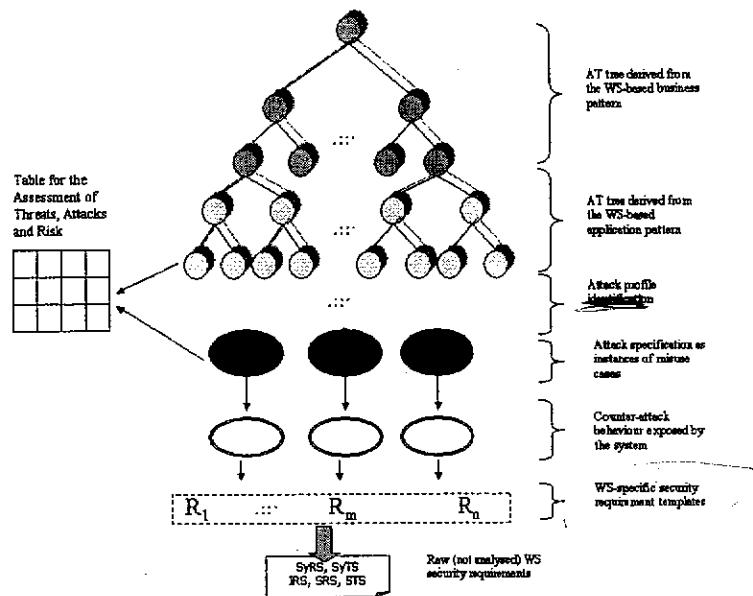 AT tree derived from
the WS-based business
pattern
Table for the
Assessment of
Threats, Attacks
and Risk
AT tree derived from
the WS-based
application pattern
Attack profile
identification
Attack specification as
instances of misuse
cases
Counter-attack
behaviour exposed by
the system
WS-specific security
requirement templates
R1 .::· Rm Rn
SyRS, SyTS
IRS, SRS, STS
Raw (not analysed) WS
security requirements